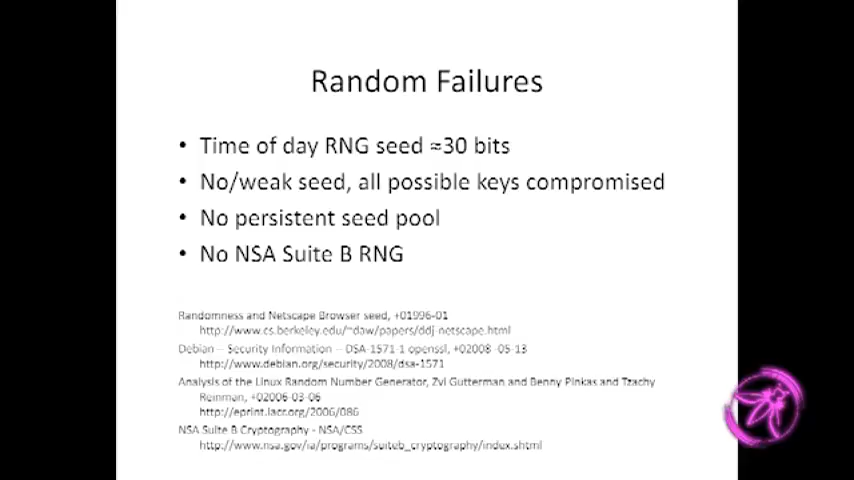 Random Failures
• Time of day RNG seed ≈30 bits
• No/weak seed, all possible keys compromised
• No persistent seed pool
• No NSA Suite B RNG
Randomness and Netscape Browser seed, +01996-01
http://www.cs.berkeley.edu/~daw/papers/ddj-netscape.html
Debian -- Security Information -- DSA-1571-1 openssl, +02008-05-13
http://www.debian.org/security/2008/dsa-1571
Analysis of the Linux Random Number Generator, Zvi Gutterman and Benny Pinkas and Tzachy
Reinman, +02006-03-06
http://eprint.iacr.org/2006/086
NSA Suite B Cryptography - NSA/CSS
http://www.nsa.gov/ia/programs/suiteb_cryptography/index.shtml